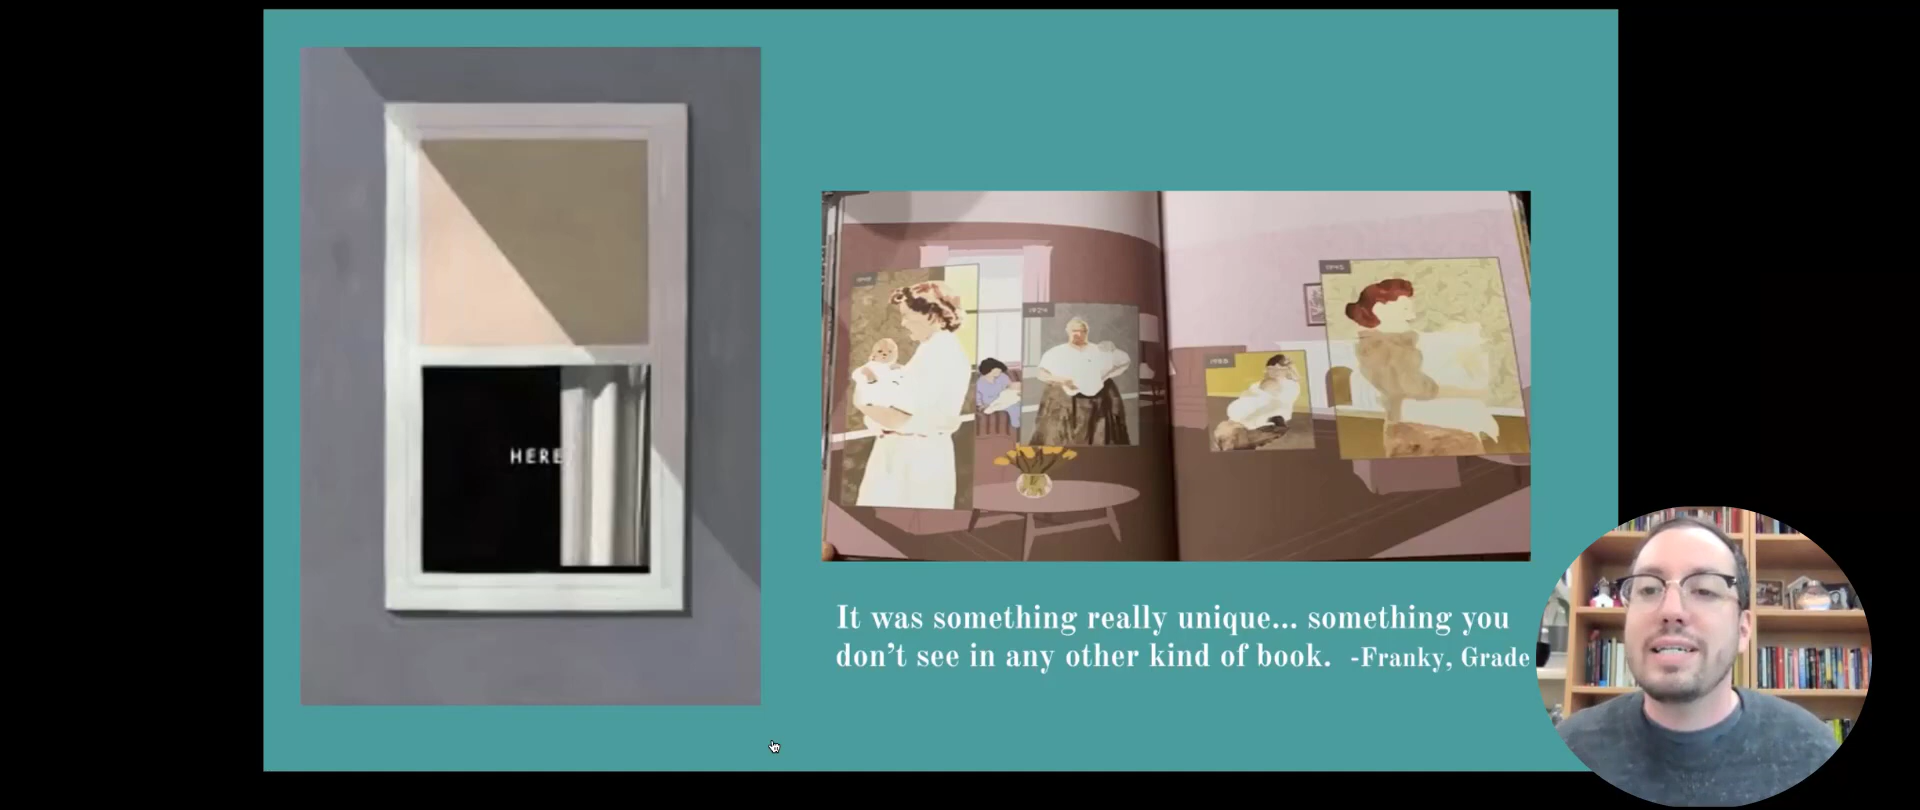 HERE
It was something really unique... something you
don't see in any other kind of book. -Franky, Grade